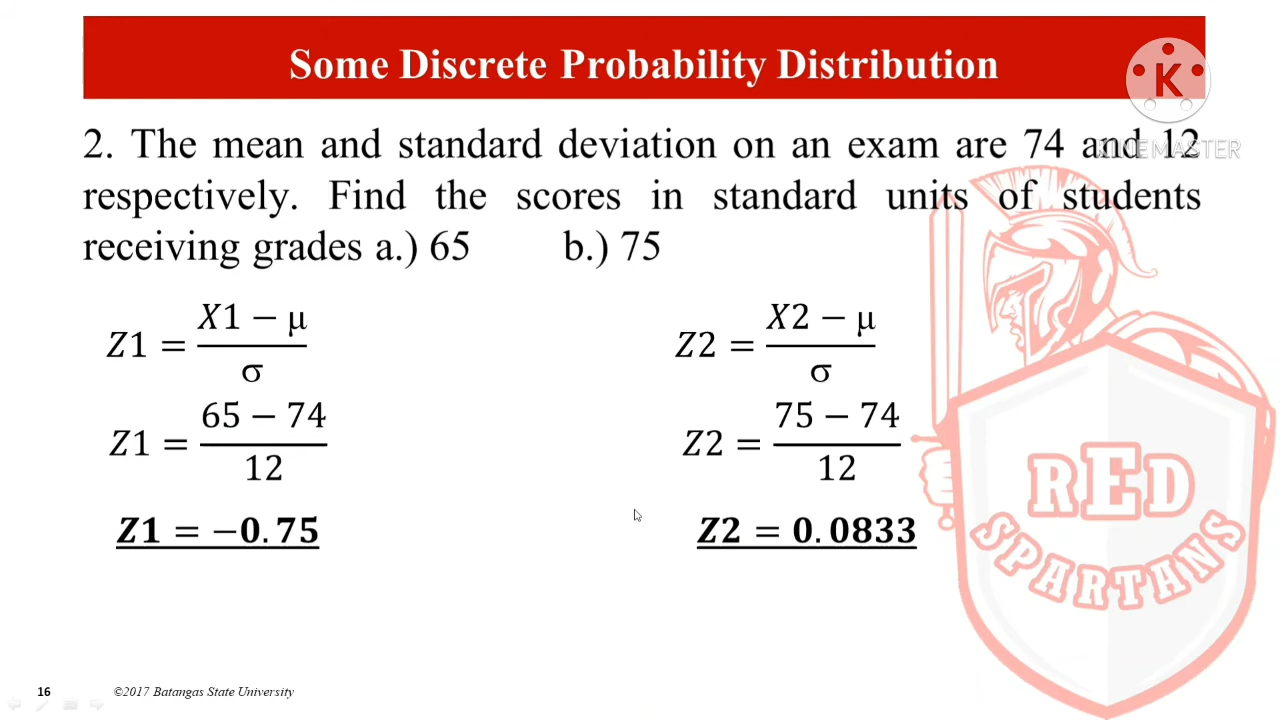 Some Discrete Probability Distribution
K
KINEMASTER
2. The mean and standard deviation on an exam are 74 and 12
respectively. Find the scores in standard units of students
receiving grades a.) 65 b.) 75
Z1 = (X1 − μ)/σ
Z2 = (X2 − μ)/σ
Z1 = (65 − 74)/12
Z2 = (75 − 74)/12
Z1 = −0.75
Z2 = 0.0833
RED
SPARTANS
16 ©2017 Batangas State University